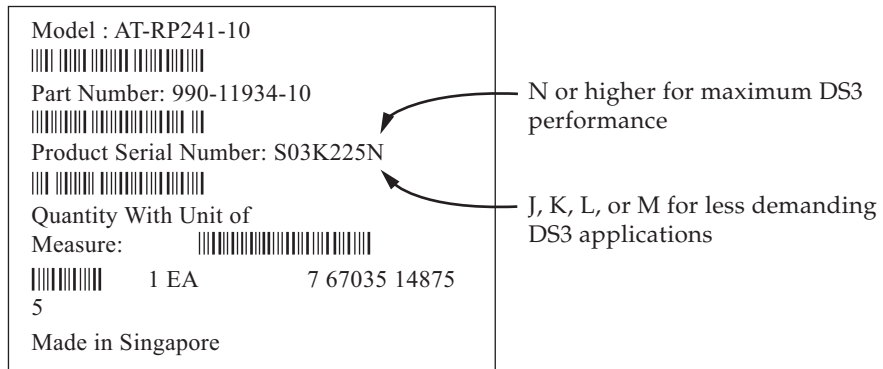 Model : AT-RP241-10
Part Number: 990-11934-10
Product Serial Number: S03K225N
Quantity With Unit of
Measure:
1 EA 7 67035 14875
5
Made in Singapore
N or higher for maximum DS3
performance
J, K, L, or M for less demanding
DS3 applications